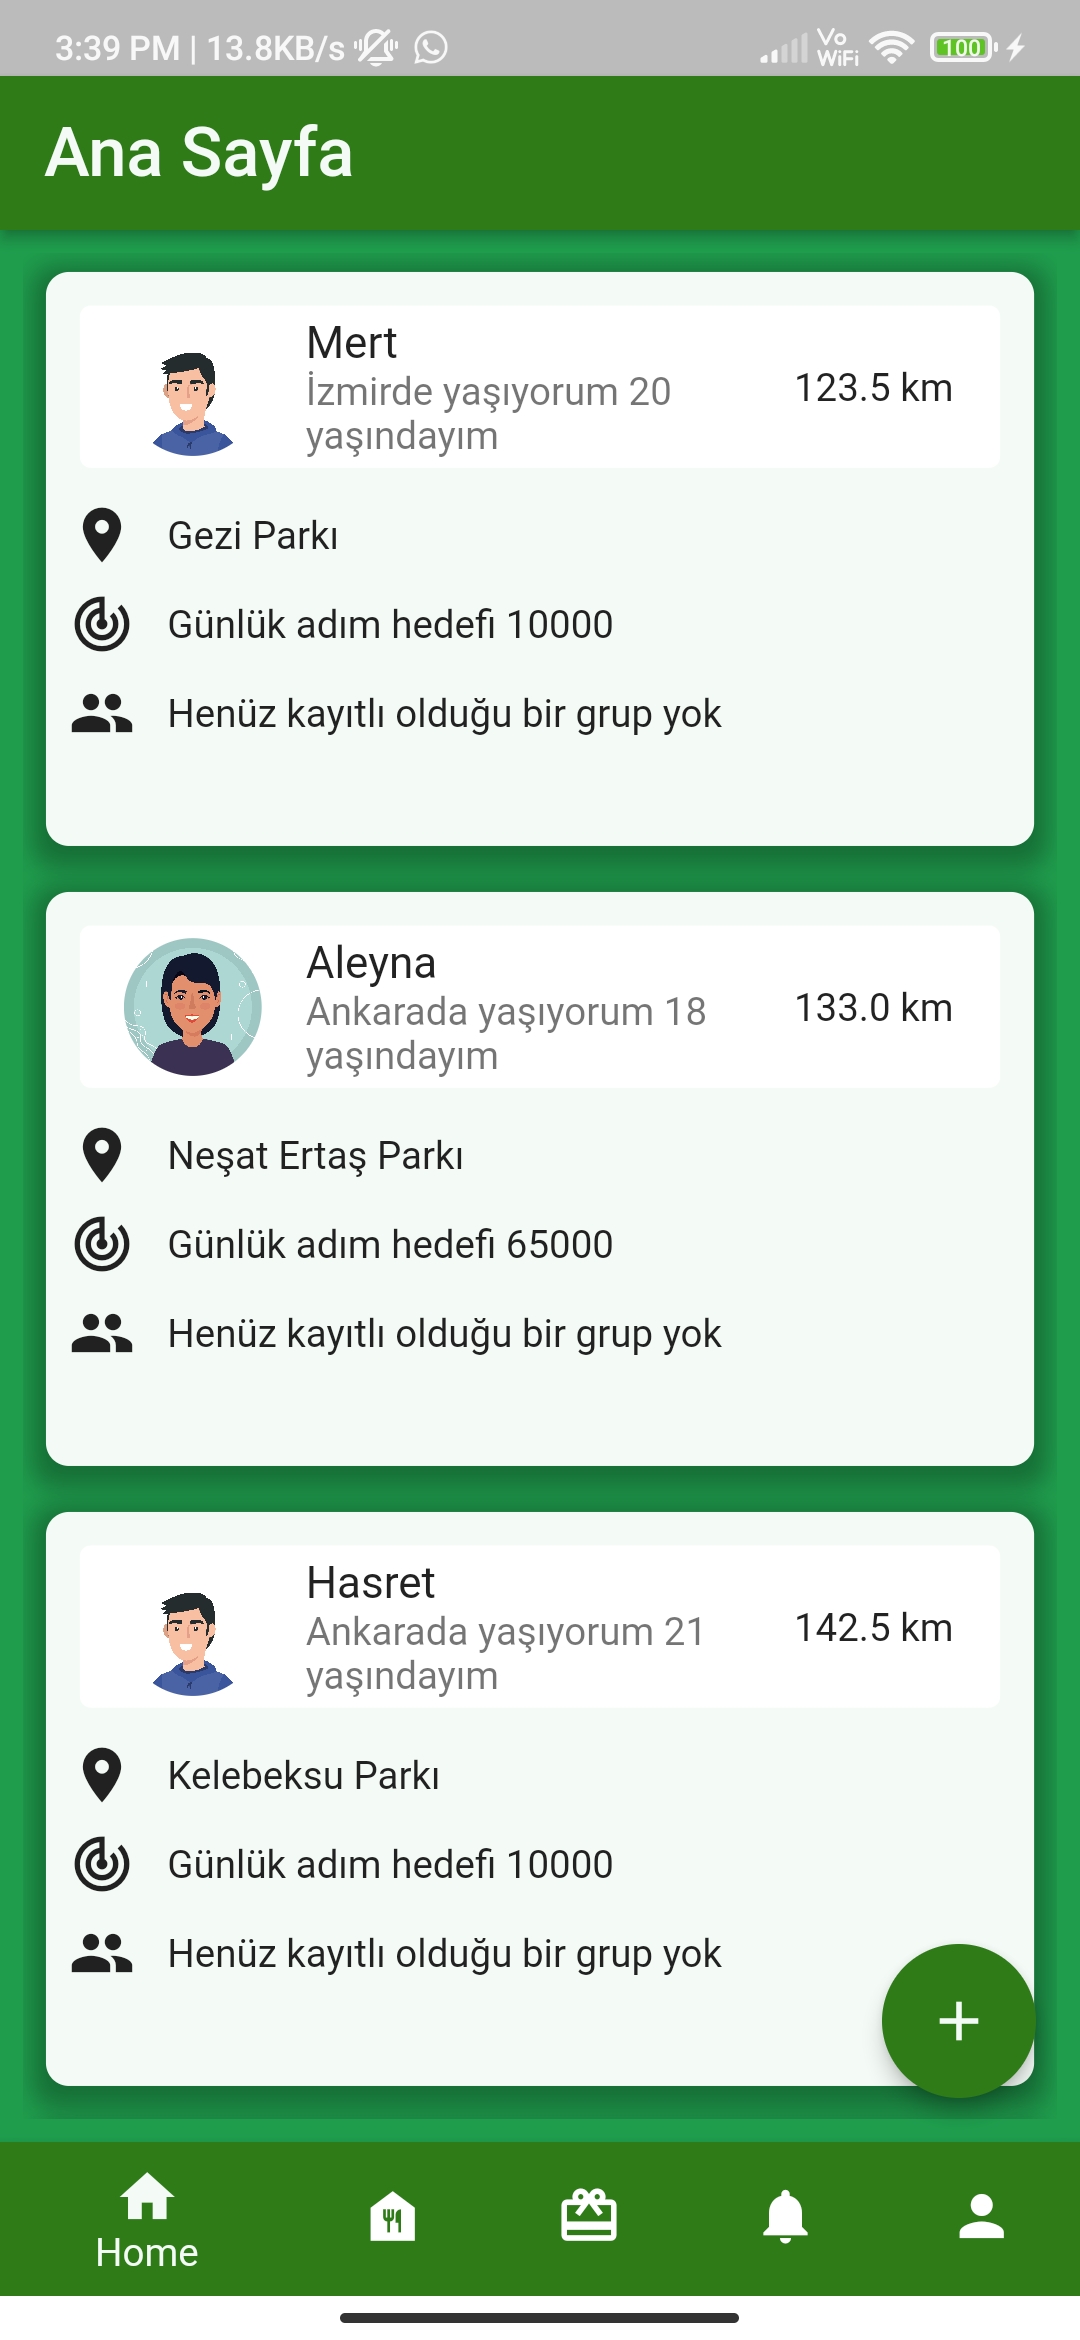 3:39 PM | 13.8KB/s
Vo
WiFi
100
Ana Sayfa
Mert
İzmirde yaşıyorum 20
yaşındayım
123.5 km
Gezi Parkı
Günlük adım hedefi 10000
Henüz kayıtlı olduğu bir grup yok
Aleyna
Ankarada yaşıyorum 18
yaşındayım
133.0 km
Neşat Ertaş Parkı
Günlük adım hedefi 65000
Henüz kayıtlı olduğu bir grup yok
Hasret
Ankarada yaşıyorum 21
yaşındayım
142.5 km
Kelebeksu Parkı
Günlük adım hedefi 10000
Henüz kayıtlı olduğu bir grup yok
Home